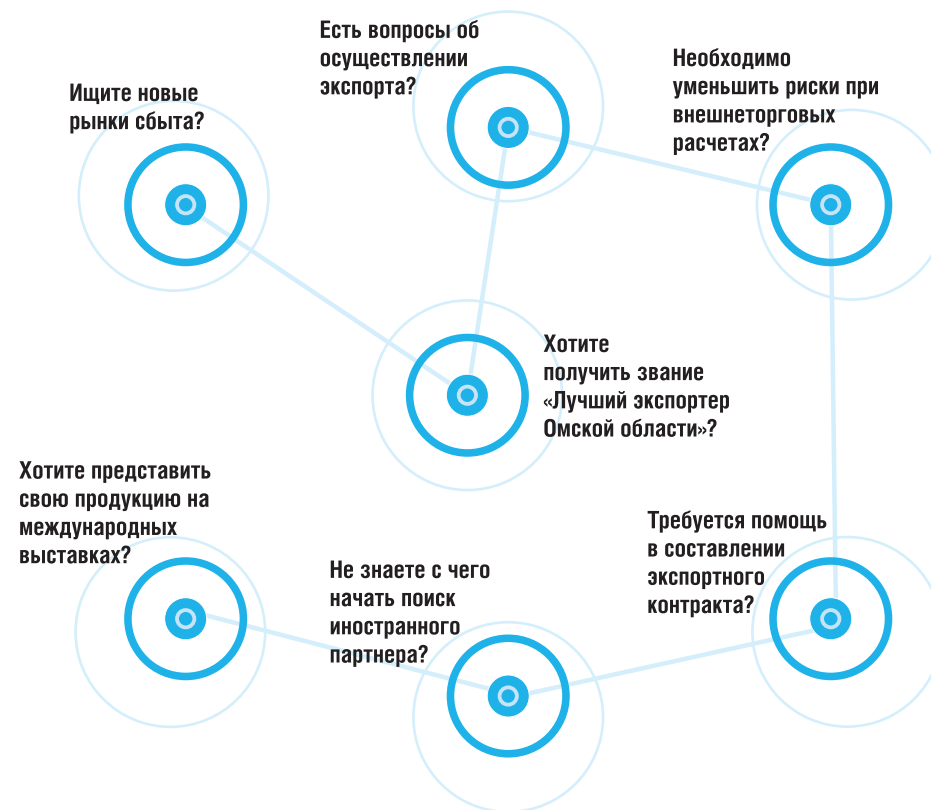 Есть вопросы об
осуществлении
экспорта?
Необходимо
уменьшить риски при
внешнеторговых
расчетах?
Ищите новые
рынки сбыта?
Хотите
получить звание
«Лучший экспортер
Омской области»?
Хотите представить
свою продукцию на
международных
выставках?
Требуется помощь
в составлении
экспортного
контракта?
Не знаете с чего
начать поиск
иностранного
партнера?